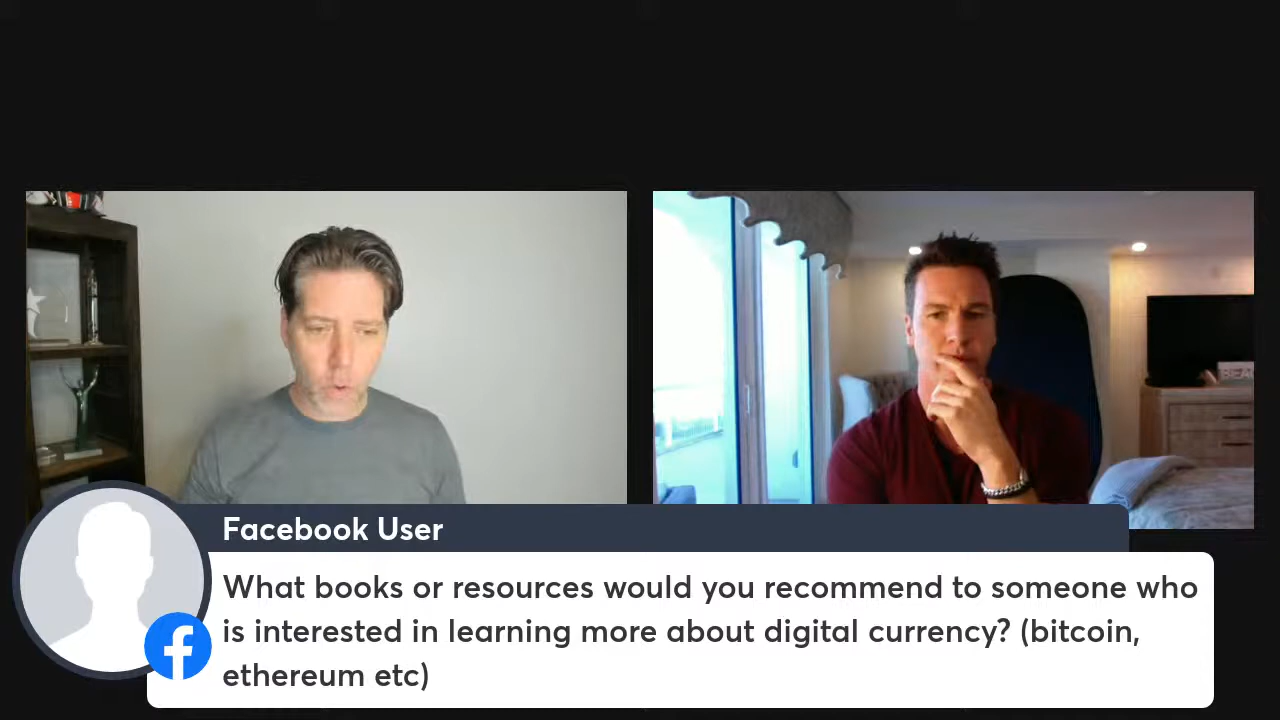 BEA
Facebook User
What books or resources would you recommend to someone who
is interested in learning more about digital currency? (bitcoin,
ethereum etc)